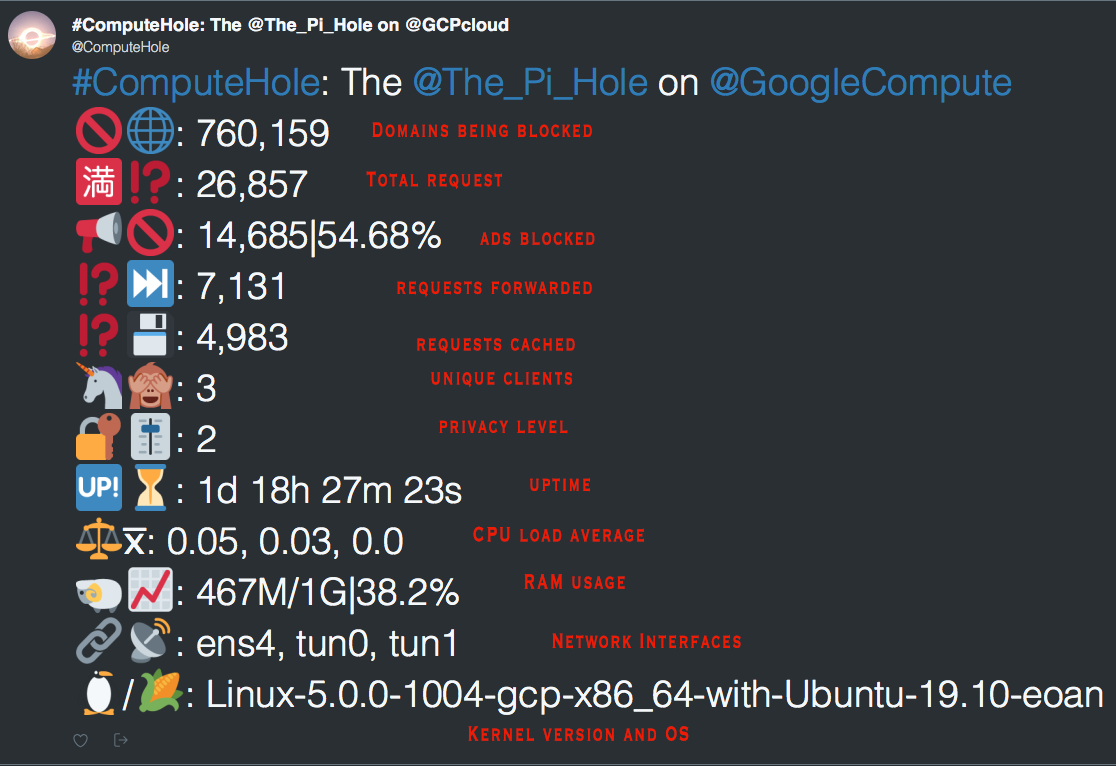 #ComputeHole: The @The_Pi_Hole on @GCPcloud
@ComputeHole
#ComputeHole: The @The_Pi_Hole on @GoogleCompute
🚫🌐: 760,159 DOMAINS BEING BLOCKED
🈵⁉️: 26,857 TOTAL REQUEST
📢🚫: 14,685|54.68% ADS BLOCKED
⁉️⏭️: 7,131 REQUESTS FORWARDED
⁉️💾: 4,983 REQUESTS CACHED
🦄🙈: 3 UNIQUE CLIENTS
🔐🎚️: 2 PRIVACY LEVEL
🆙⏳: 1d 18h 27m 23s UPTIME
⚖️x̅: 0.05, 0.03, 0.0 CPU LOAD AVERAGE
🐏📈: 467M/1G|38.2% RAM USAGE
🔗📡: ens4, tun0, tun1 NETWORK INTERFACES
🐧/🌽: Linux-5.0.0-1004-gcp-x86_64-with-Ubuntu-19.10-eoan
KERNEL VERSION AND OS